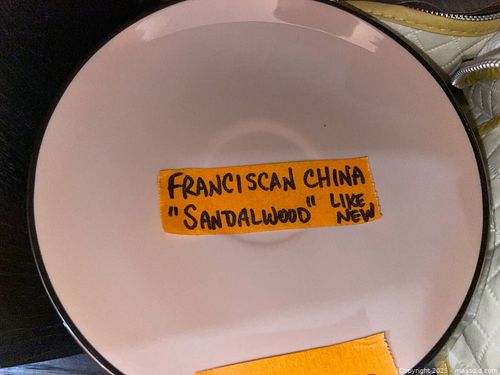 FRANCISCAN CHINA
"SANDALWOOD" LIKE NEW
Copyright 2025 - maxsold.com